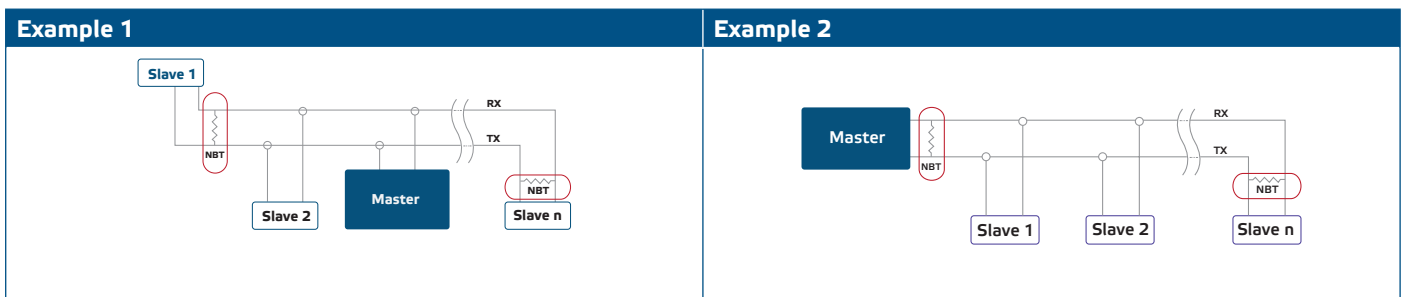 Example 1
Slave 1
RX
TX
NBT
NBT
Slave 2
Master
Slave n
Example 2
Master
RX
TX
NBT
NBT
Slave 1
Slave 2
Slave n